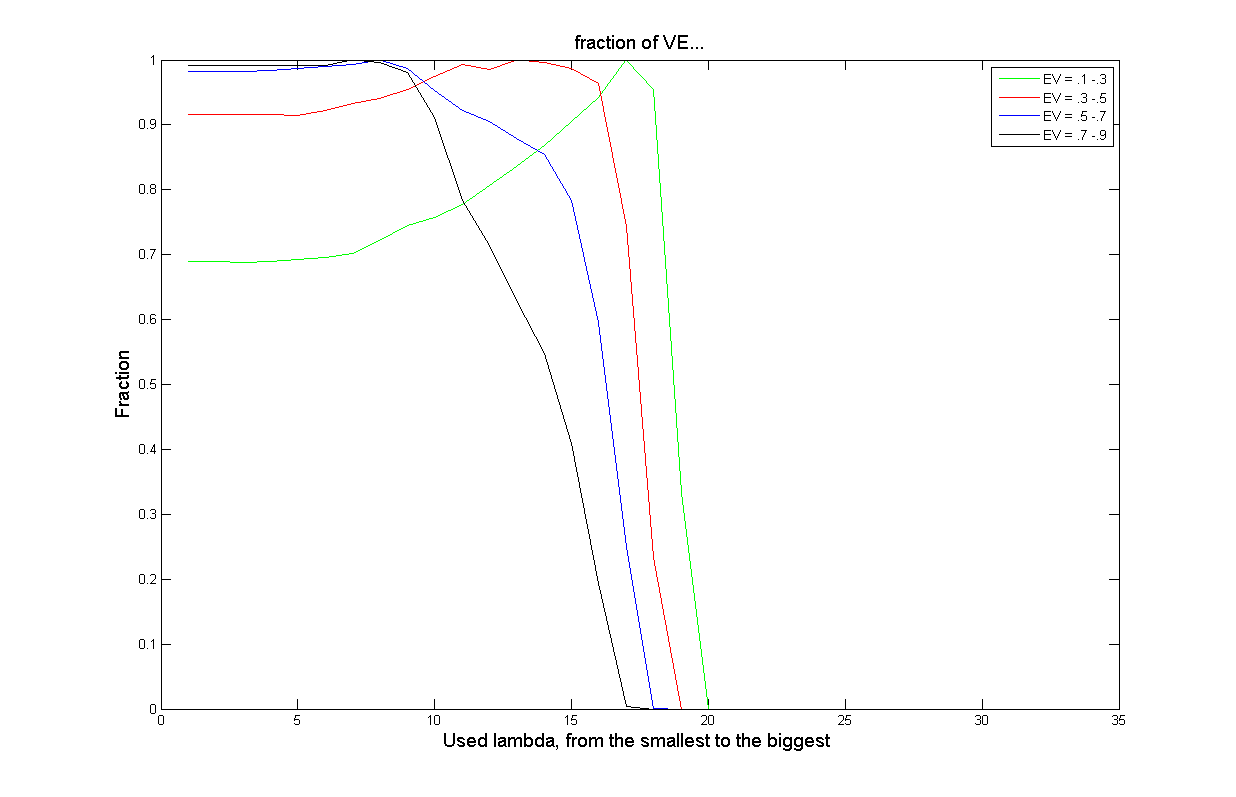 fraction of VE...
EV = .1 -.3
EV = .3 -.5
EV = .5 -.7
EV = .7 -.9
Fraction
1
0.9
0.8
0.7
0.6
0.5
0.4
0.3
0.2
0.1
0
0 5 10 15 20 25 30 35
Used lambda, from the smallest to the biggest